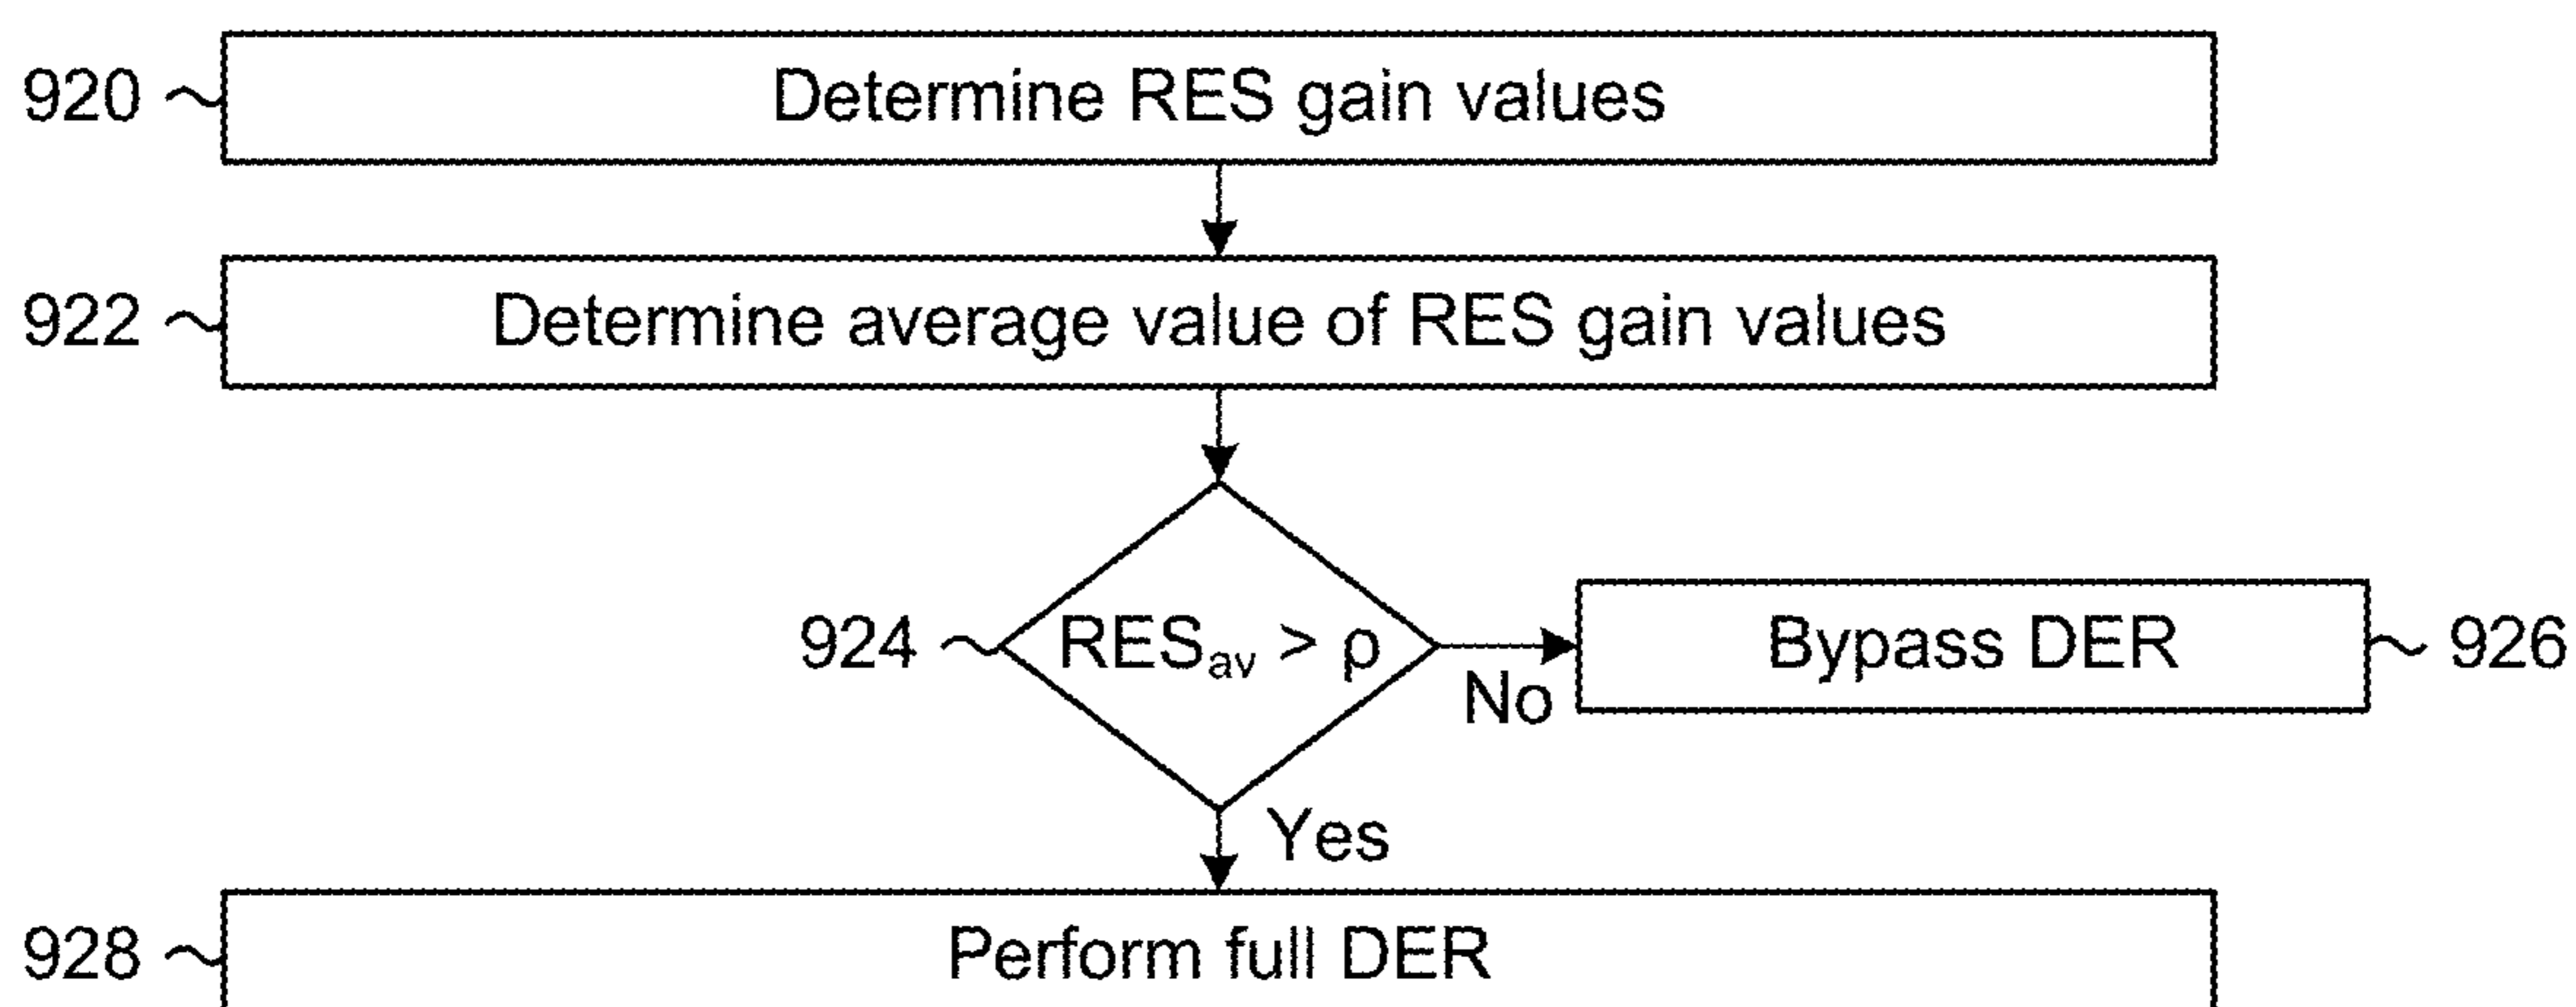 920 Determine RES gain values
922 Determine average value of RES gain values
924 RESav > ρ
No
Bypass DER 926
Yes
928 Perform full DER